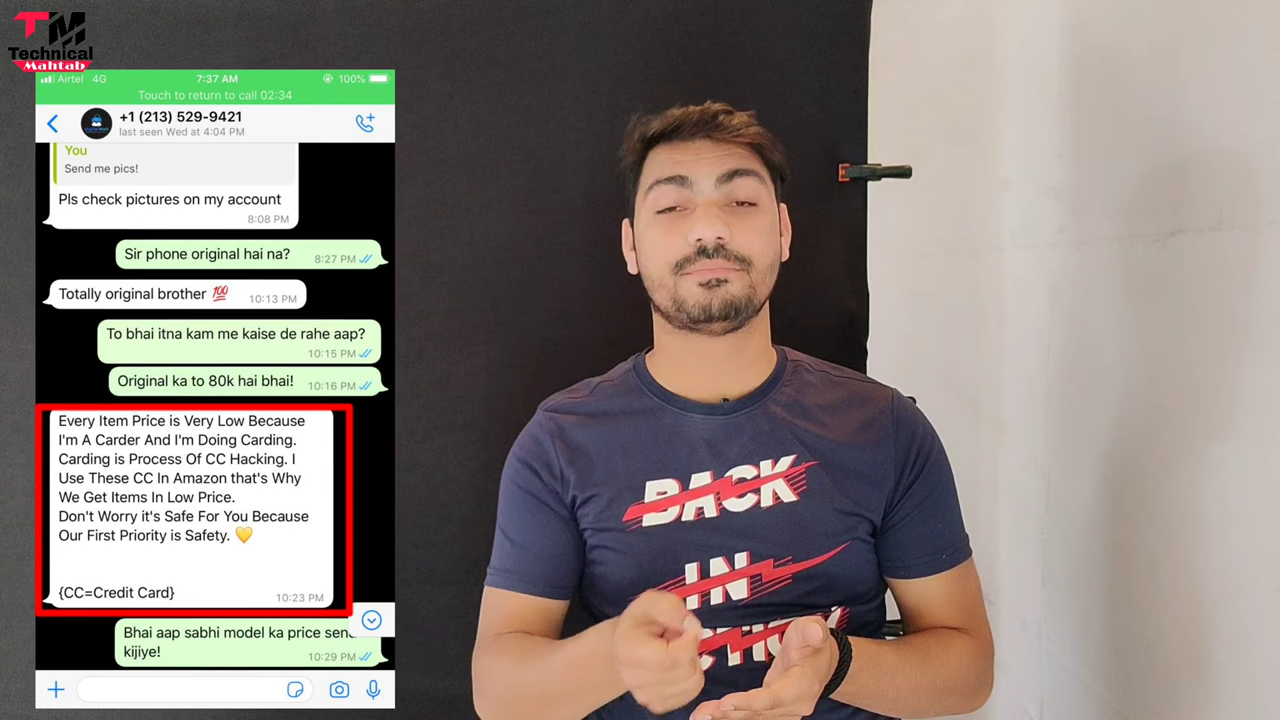 TM
Technical
Mahtab
Airtel 4G 7:37 AM 100%
Touch to return to call 02:34
+1 (213) 529-9421
last seen Wed at 4:04 PM
You
Send me pics!
Pls check pictures on my account
8:08 PM
Sir phone original hai na? 8:27 PM
Totally original brother 💯 10:13 PM
To bhai itna kam me kaise de rahe aap?
10:15 PM
Original ka to 80k hai bhai! 10:16 PM
Every Item Price is Very Low Because
I'm A Carder And I'm Doing Carding.
Carding is Process Of CC Hacking. I
Use These CC In Amazon that's Why
We Get Items In Low Price.
Don't Worry it's Safe For You Because
Our First Priority is Safety. 💛
{CC=Credit Card} 10:23 PM
Bhai aap sabhi model ka price send
kijiye! 10:29 PM
BACK
IN